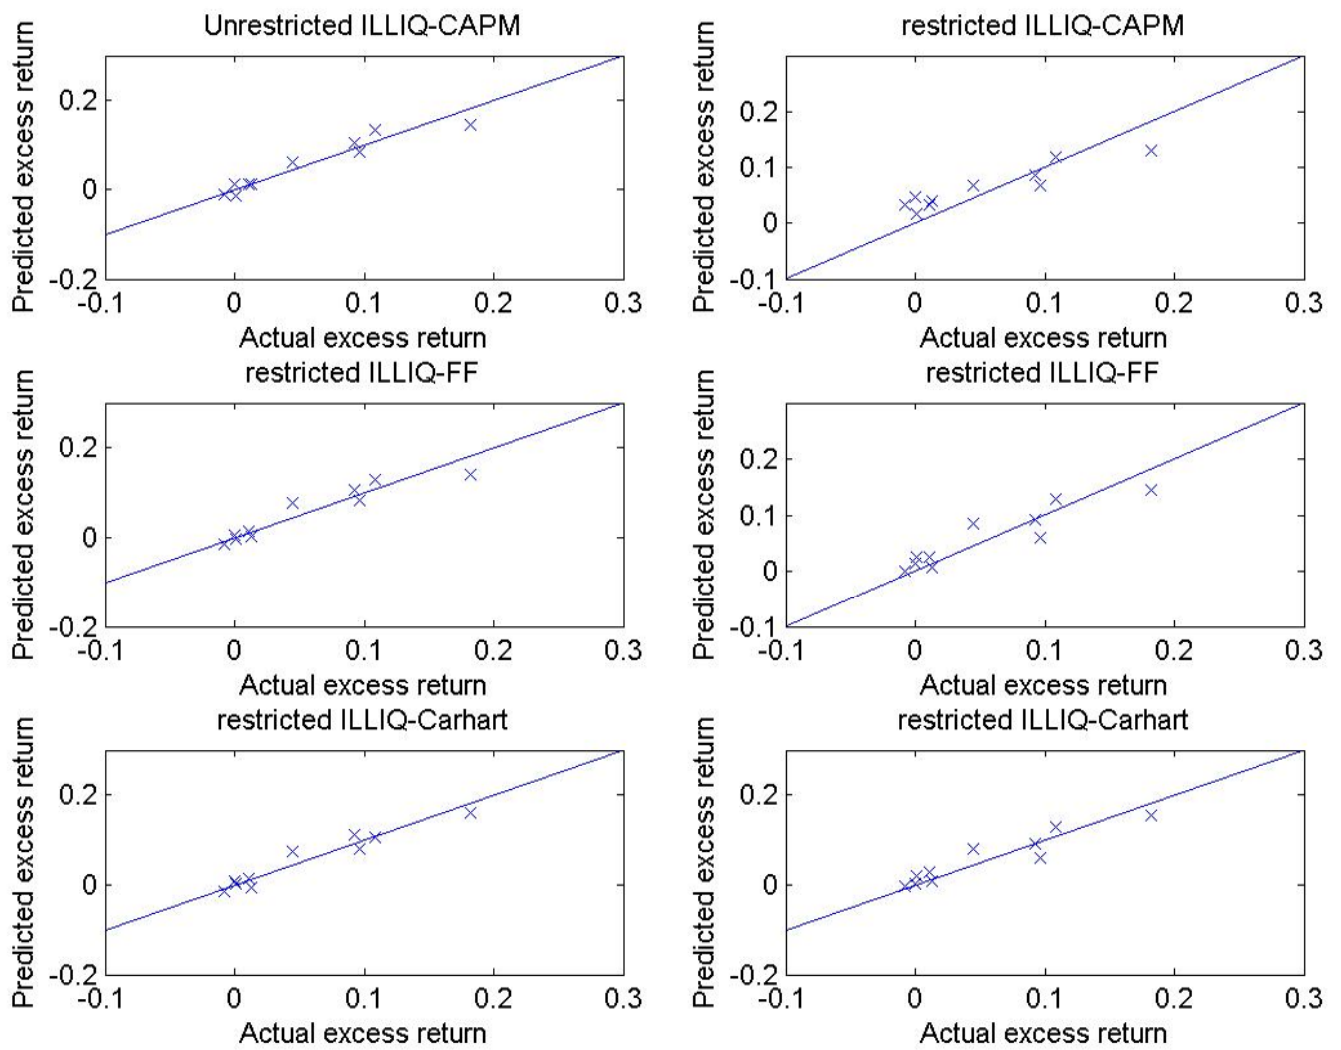 Unrestricted ILLIQ-CAPM
Predicted excess return
0.2
0
-0.2
-0.1 0 0.1 0.2 0.3
Actual excess return
restricted ILLIQ-CAPM
Predicted excess return
0.2
0.1
0
-0.1
-0.1 0 0.1 0.2 0.3
Actual excess return
restricted ILLIQ-FF
Predicted excess return
0.2
0
-0.2
-0.1 0 0.1 0.2 0.3
Actual excess return
restricted ILLIQ-FF
Predicted excess return
0.2
0.1
0
-0.1
-0.1 0 0.1 0.2 0.3
Actual excess return
restricted ILLIQ-Carhart
Predicted excess return
0.2
0
-0.2
-0.1 0 0.1 0.2 0.3
Actual excess return
restricted ILLIQ-Carhart
Predicted excess return
0.2
0
-0.2
-0.1 0 0.1 0.2 0.3
Actual excess return